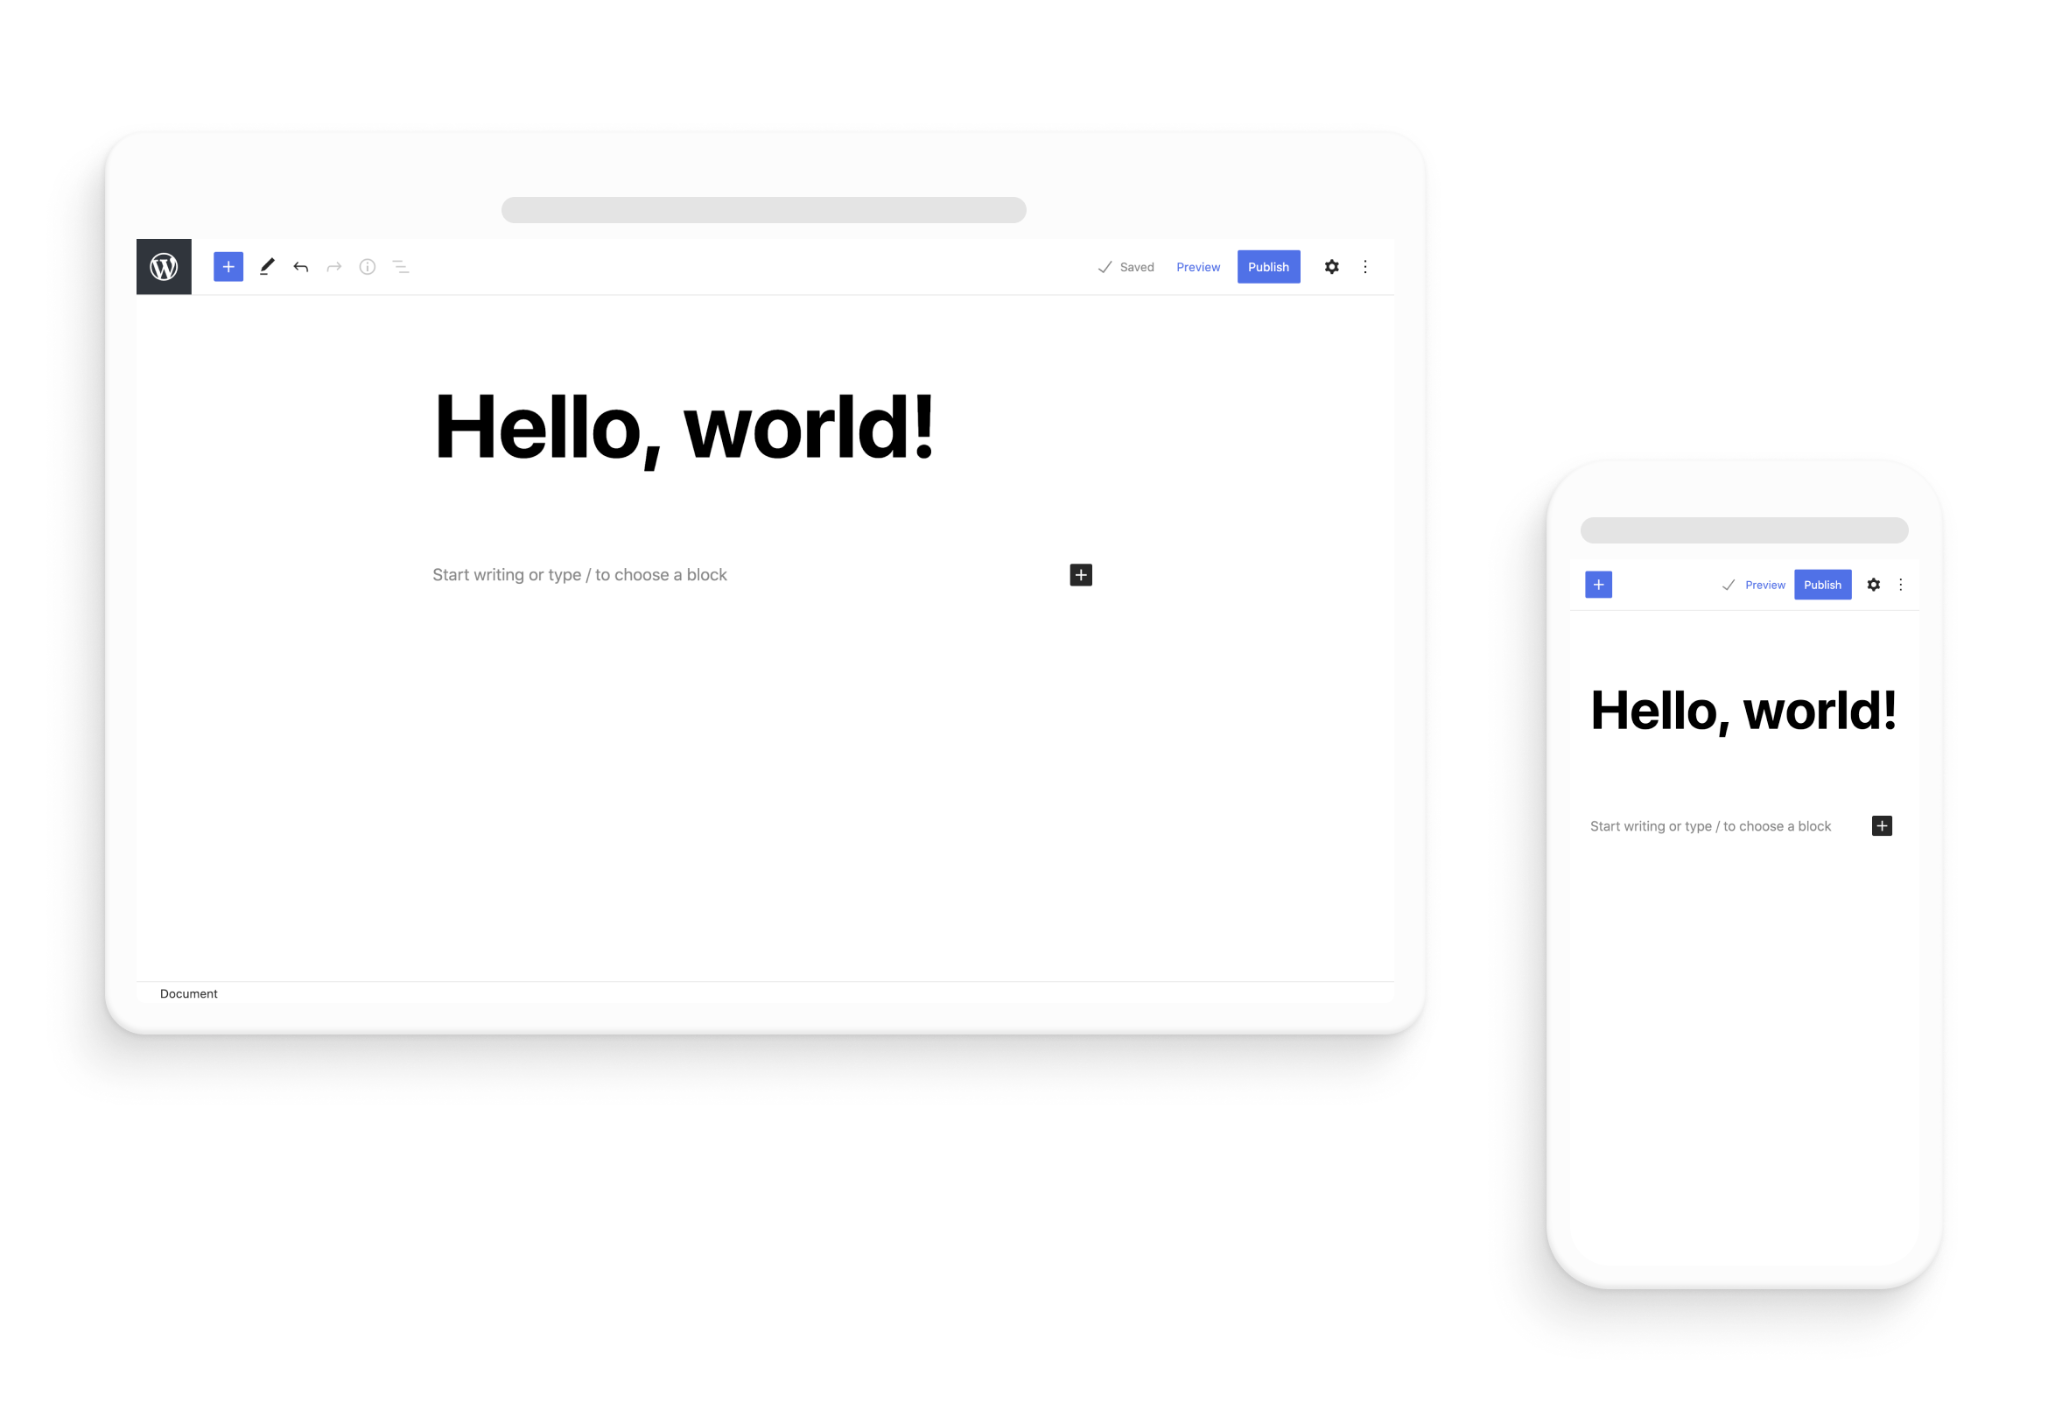 Saved Preview Publish
Hello, world!
Start writing or type / to choose a block
Document
Preview Publish
Hello, world!
Start writing or type / to choose a block